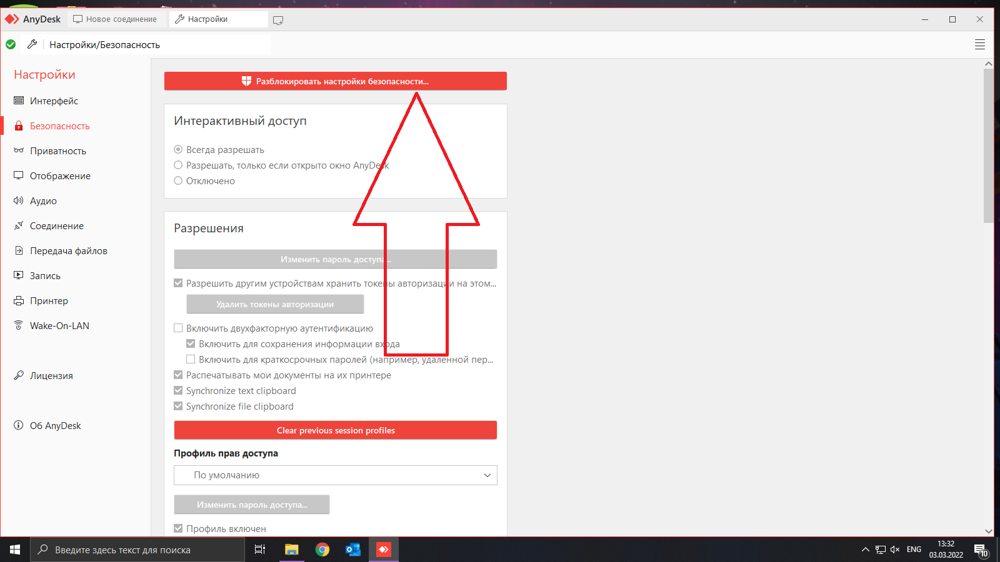 AnyDesk
Новое соединение
Настройки
Настройки/Безопасность
Настройки
Интерфейс
Безопасность
Приватность
Отображение
Аудио
Соединение
Передача файлов
Запись
Принтер
Wake-On-LAN
Лицензия
Об AnyDesk
Разблокировать настройки безопасности...
Интерактивный доступ
Всегда разрешать
Разрешать, только если открыто окно AnyDesk
Отключено
Разрешения
Изменить пароль доступа...
Разрешить другим устройствам хранить токены авторизации на этом...
Удалить токены авторизации
Включить двухфакторную аутентификацию
Включить для сохранения информации входа
Включить для краткосрочных паролей (например, удаленной пер...
Распечатывать мои документы на их принтере
Synchronize text clipboard
Synchronize file clipboard
Clear previous session profiles
Профиль прав доступа
По умолчанию
Изменить пароль доступа...
Профиль включен
Введите здесь текст для поиска
ENG
13:32
03.03.2022
10